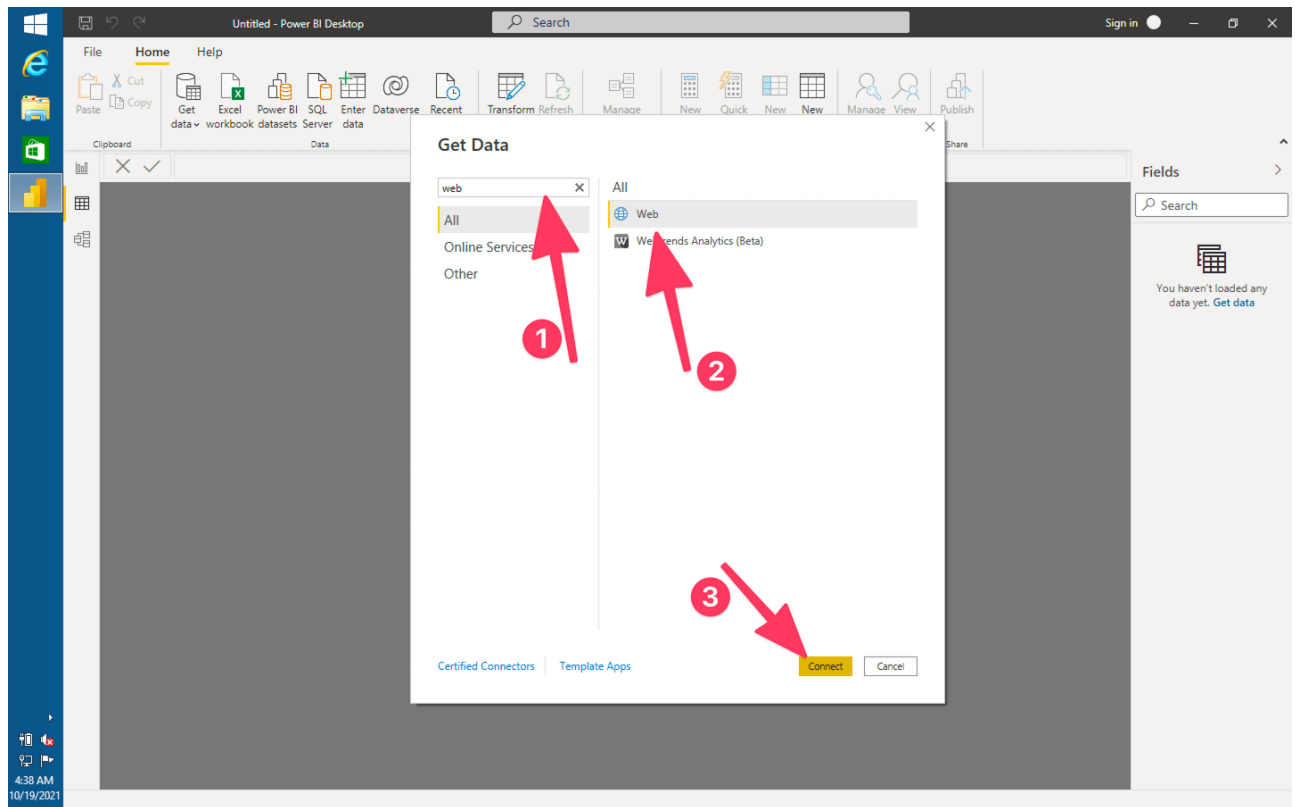 Untitled - Power BI Desktop
Search
Sign in
File Home Help
Paste
Cut
Copy
Get data
Excel workbook
Power BI datasets
SQL Server
Enter data
Dataverse
Recent
Transform
Refresh
Manage
New
Quick
New
New
Manage
View
Publish
Clipboard
Data
Share
Get Data
web
All
Online Services
Other
All
Web
Trends Analytics (Beta)
1
2
3
Certified Connectors
Template Apps
Connect
Cancel
Fields
Search
You haven't loaded any
data yet. Get data
4:38 AM
10/19/2021